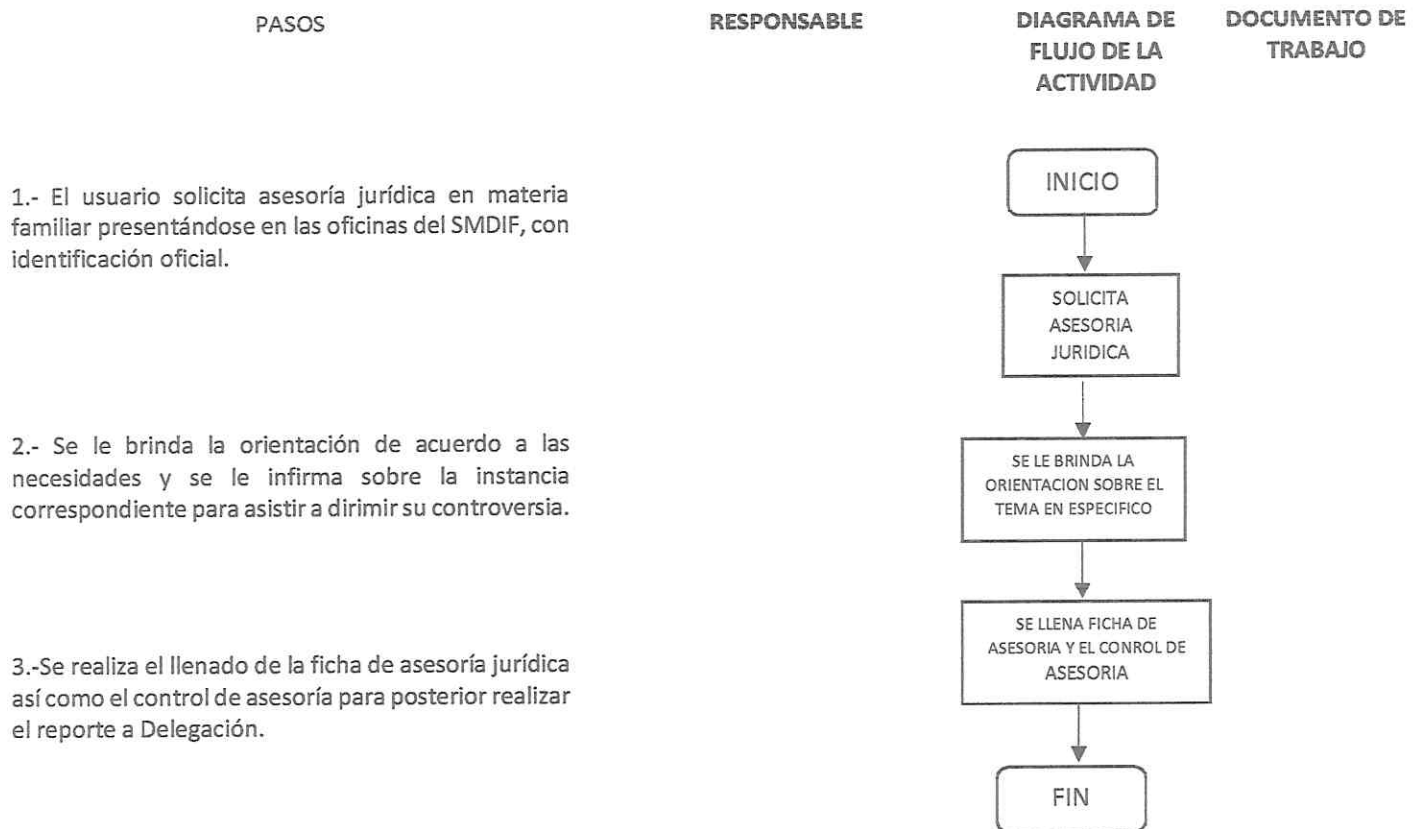 PASOS
RESPONSABLE
DIAGRAMA DE
FLUJO DE LA
ACTIVIDAD
DOCUMENTO DE
TRABAJO
1.- El usuario solicita asesoría jurídica en materia
familiar presentándose en las oficinas del SMDIF, con
identificación oficial.
INICIO
SOLICITA
ASESORIA
JURIDICA
2.- Se le brinda la orientación de acuerdo a las
necesidades y se le infirma sobre la instancia
correspondiente para asistir a dirimir su controversia.
SE LE BRINDA LA
ORIENTACION SOBRE EL
TEMA EN ESPECIFICO
3.-Se realiza el llenado de la ficha de asesoría jurídica
así como el control de asesoría para posterior realizar
el reporte a Delegación.
SE LLENA FICHA DE
ASESORIA Y EL CONROL DE
ASESORIA
FIN